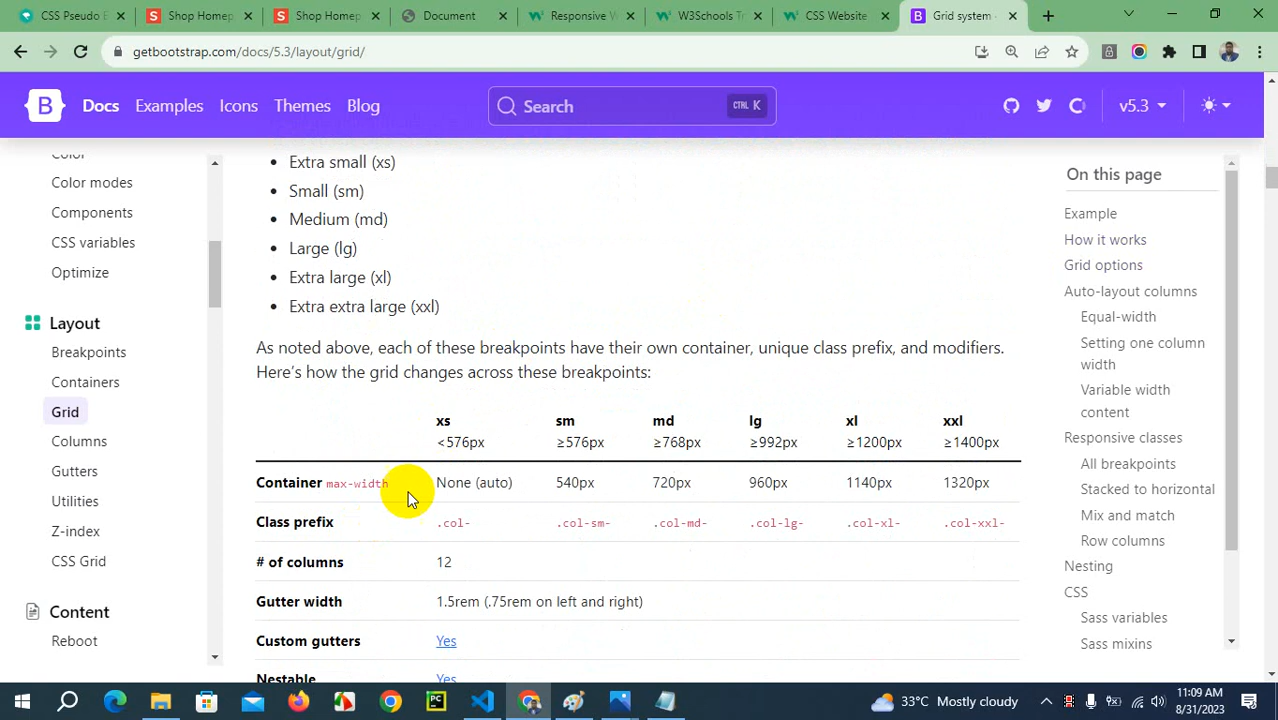 CSS Pseudo E
Shop Homep
Shop Homep
Document
Responsive W
W3Schools Tr
CSS Website
Grid system -
getbootstrap.com/docs/5.3/layout/grid/
B
Docs
Examples
Icons
Themes
Blog
Search
CTRL K
v5.3
Color
Color modes
Components
CSS variables
Optimize
Layout
Breakpoints
Containers
Grid
Columns
Gutters
Utilities
Z-index
CSS Grid
Content
Reboot
Extra small (xs)
Small (sm)
Medium (md)
Large (lg)
Extra large (xl)
Extra extra large (xxl)
As noted above, each of these breakpoints have their own container, unique class prefix, and modifiers.
Here's how the grid changes across these breakpoints:
xs sm md lg xl xxl
<576px ≥576px ≥768px ≥992px ≥1200px ≥1400px
Container max-width None (auto) 540px 720px 960px 1140px 1320px
Class prefix .col- .col-sm- .col-md- .col-lg- .col-xl- .col-xxl-
# of columns 12
Gutter width 1.5rem (.75rem on left and right)
Custom gutters Yes
Nestable Yes
On this page
Example
How it works
Grid options
Auto-layout columns
Equal-width
Setting one column
width
Variable width
content
Responsive classes
All breakpoints
Stacked to horizontal
Mix and match
Row columns
Nesting
CSS
Sass variables
Sass mixins
33°C Mostly cloudy
11:09 AM
8/31/2023